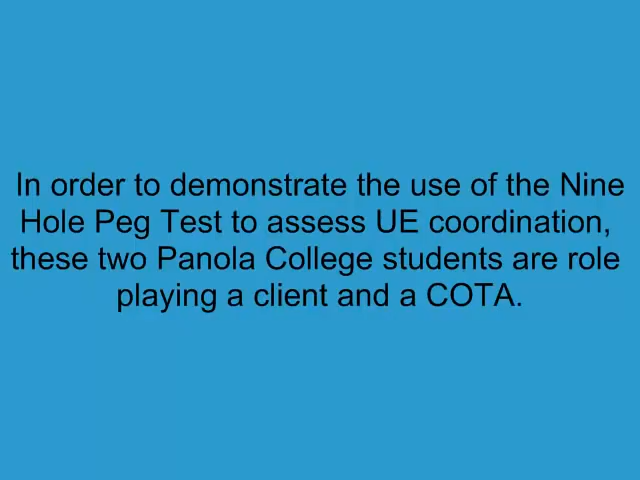 In order to demonstrate the use of the Nine
Hole Peg Test to assess UE coordination,
these two Panola College students are role
playing a client and a COTA.